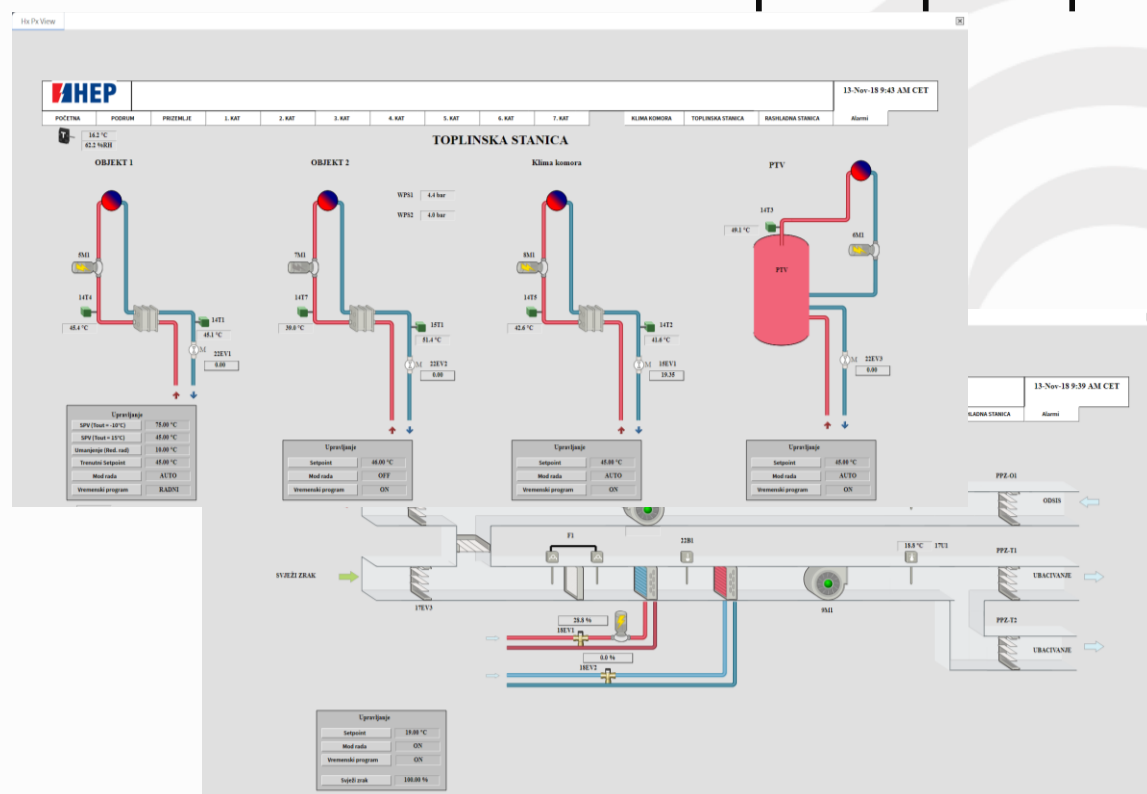 Hx Px View
HEP
13-Nov-18 9:43 AM CET
POČETNA PODRUM PRIZEMLJE 1. KAT 2. KAT 3. KAT 4. KAT 5. KAT 6. KAT 7. KAT KLIMA KOMORA TOPLINSKA STANICA RASHLADNA STANICA Alarmi
T 16.2 °C
62.2 %RH
TOPLINSKA STANICA
OBJEKT 1 OBJEKT 2 Klima komora PTV
WPS1 4.4 bar
WPS2 4.0 bar
14T3
49.1 °C
5M1 7M1 8M1 6M1
PTV
14T4 14T7 14T5
45.4 °C 39.0 °C 42.6 °C
14T1 15T1 14T2
45.1 °C 51.4 °C 41.6 °C
M 22EV1 M 22EV2 M 15EV1 M 22EV3
0.00 0.00 19.35 0.00
Upravljanje
SPV (Tout = -10°C) 75.00 °C
SPV (Tout = 15°C) 45.00 °C
Umanjenje (Red. rad) 10.00 °C
Trenutni Setpoint 45.00 °C
Mod rada AUTO
Vremenski program RADNI
Upravljanje
Setpoint 40.00 °C
Mod rada OFF
Vremenski program ON
Upravljanje
Setpoint 45.00 °C
Mod rada AUTO
Vremenski program ON
Upravljanje
Setpoint 45.00 °C
Mod rada AUTO
Vremenski program ON
13-Nov-18 9:39 AM CET
HLADNA STANICA Alarmi
PPZ-O1
ODSIS
F1 22B1 18.8 °C 17U1 PPZ-T1
SVJEŽI ZRAK UBACIVANJE
17EV3 9M1
PPZ-T2
28.8 %
18EV1
UBACIVANJE
0.0 %
18EV2
Upravljanje
Setpoint 19.00 °C
Mod rada ON
Vremenski program ON
Svježi zrak 100.00 %